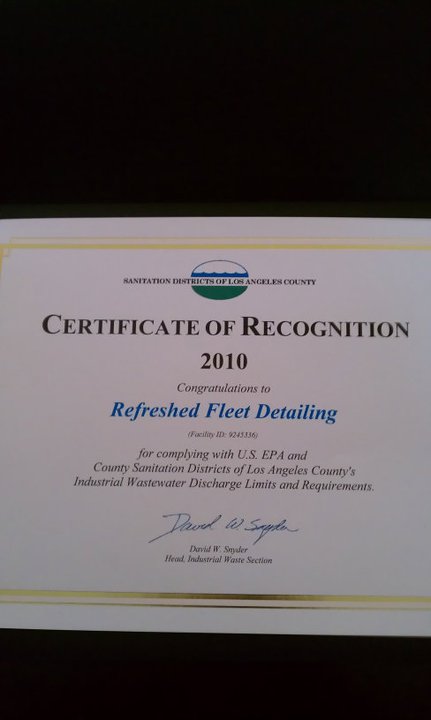 SANITATION DISTRICTS OF LOS ANGELES COUNTY
CERTIFICATE OF RECOGNITION
2010
Congratulations to
Refreshed Fleet Detailing
(Facility ID: 9245336)
for complying with U.S. EPA and
County Sanitation Districts of Los Angeles County's
Industrial Wastewater Discharge Limits and Requirements.
David W. Snyder
David W. Snyder
Head, Industrial Waste Section